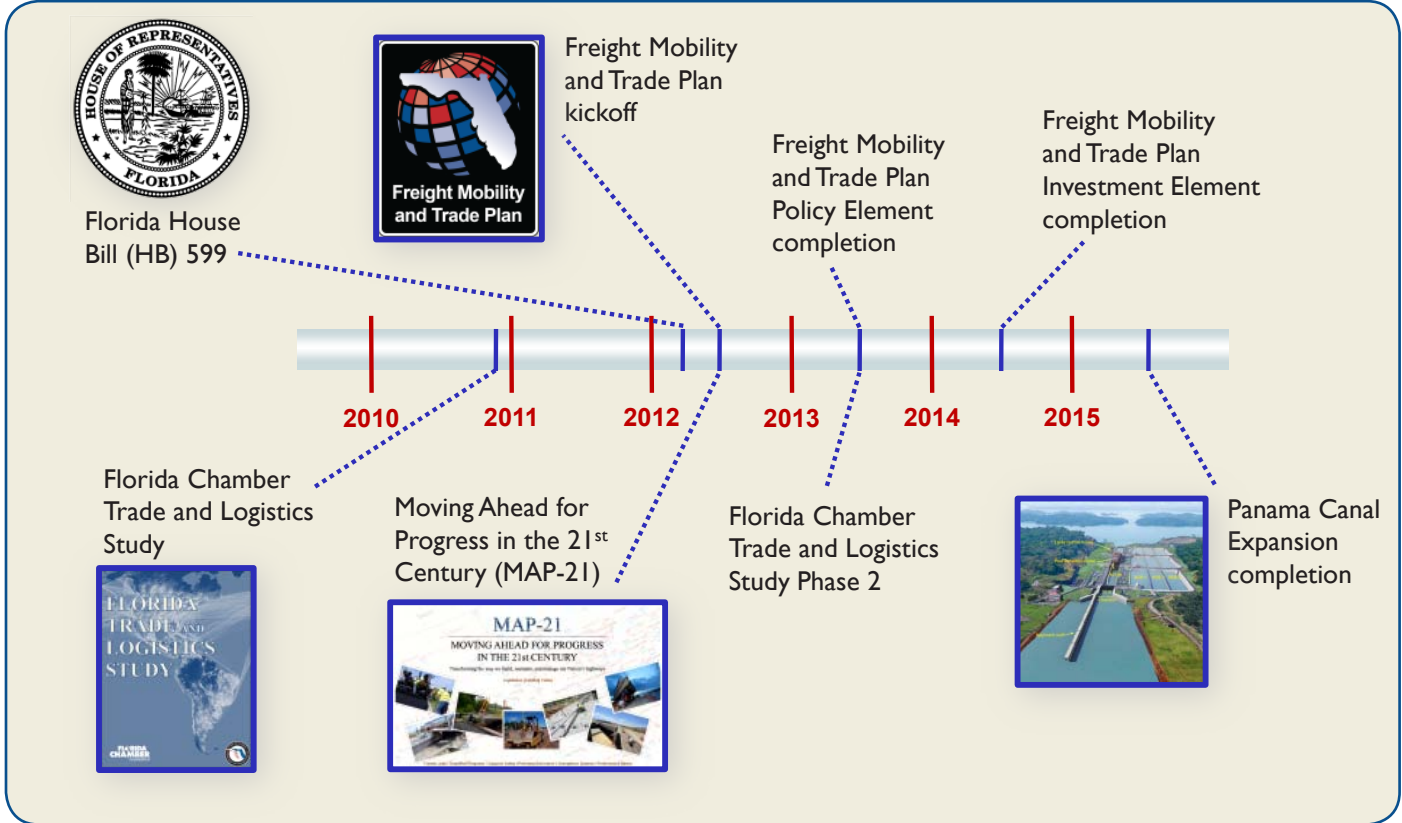 HOUSE OF REPRESENTATIVES
FLORIDA
Florida House
Bill (HB) 599
Freight Mobility
and Trade Plan
Freight Mobility
and Trade Plan
kickoff
Freight Mobility
and Trade Plan
Policy Element
completion
Freight Mobility
and Trade Plan
Investment Element
completion
2010
2011
2012
2013
2014
2015
Florida Chamber
Trade and Logistics
Study
FLORIDA
TRADE AND
LOGISTICS
STUDY
FLORIDA
CHAMBER
Moving Ahead for
Progress in the 21st
Century (MAP-21)
MAP-21
MOVING AHEAD FOR PROGRESS
IN THE 21st CENTURY
Florida Chamber
Trade and Logistics
Study Phase 2
Panama Canal
Expansion
completion